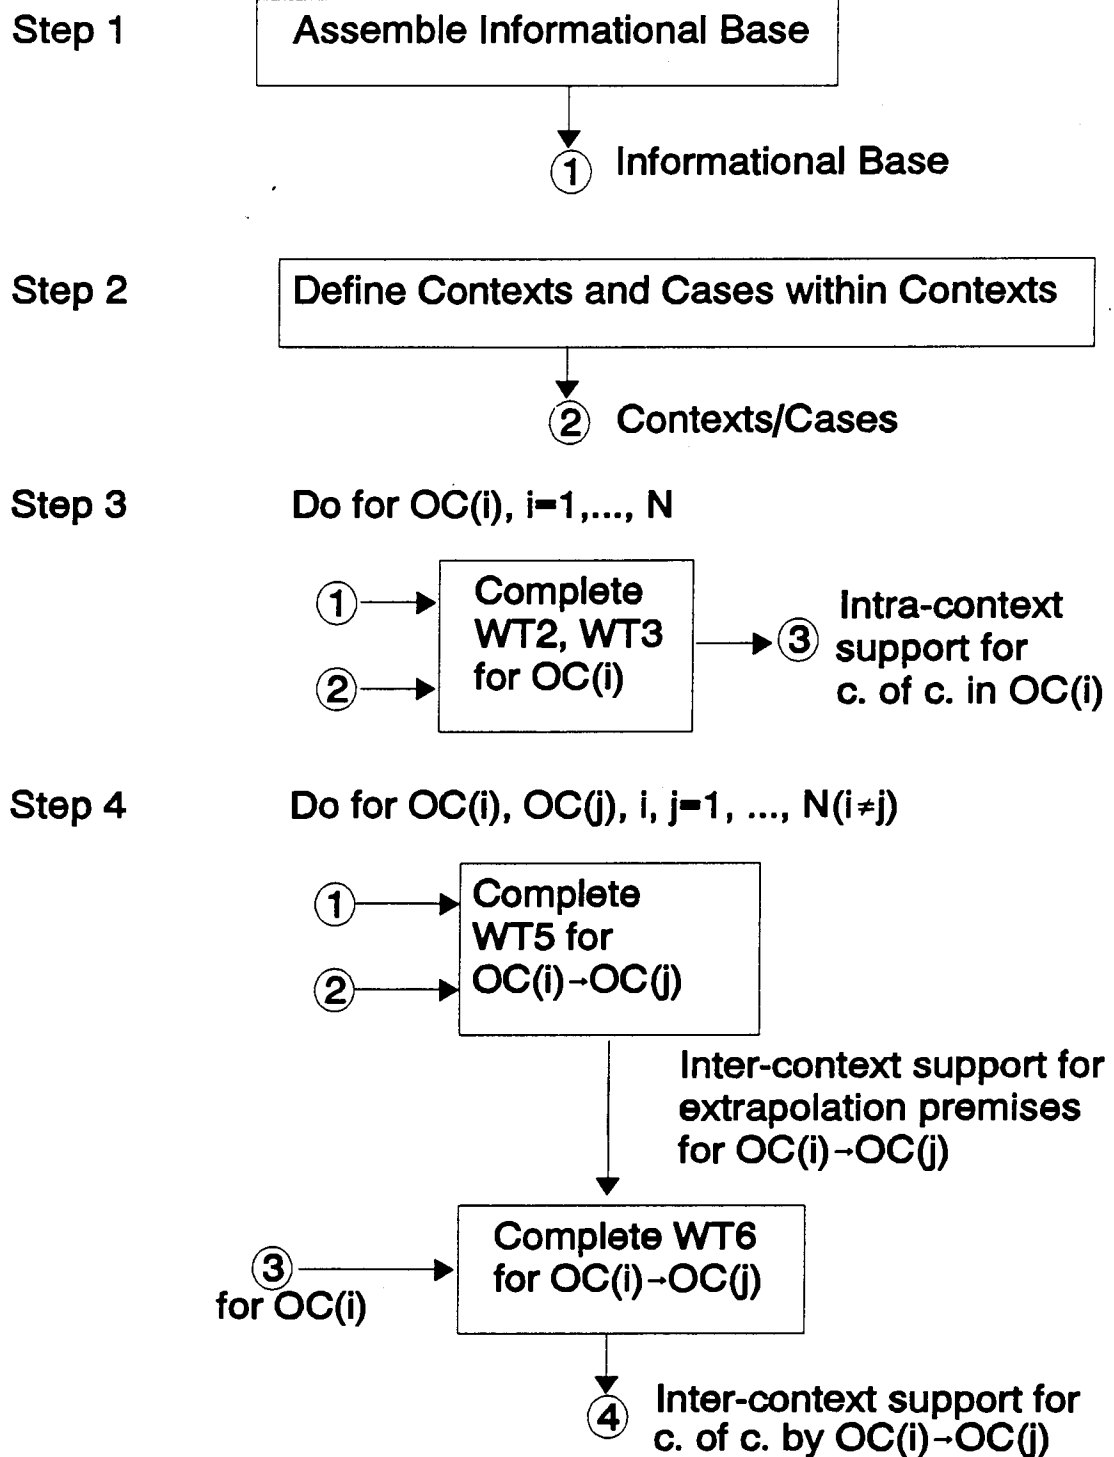 Step 1
Assemble Informational Base
① Informational Base
Step 2
Define Contexts and Cases within Contexts
② Contexts/Cases
Step 3
Do for OC(i), i=1,..., N
①
②
Complete
WT2, WT3
for OC(i)
③
Intra-context
support for
c. of c. in OC(i)
Step 4
Do for OC(i), OC(j), i, j=1, ..., N(i≠j)
①
②
Complete
WT5 for
OC(i)→OC(j)
Inter-context support for
extrapolation premises
for OC(i)→OC(j)
③
for OC(i)
Complete WT6
for OC(i)→OC(j)
④
Inter-context support for
c. of c. by OC(i)→OC(j)